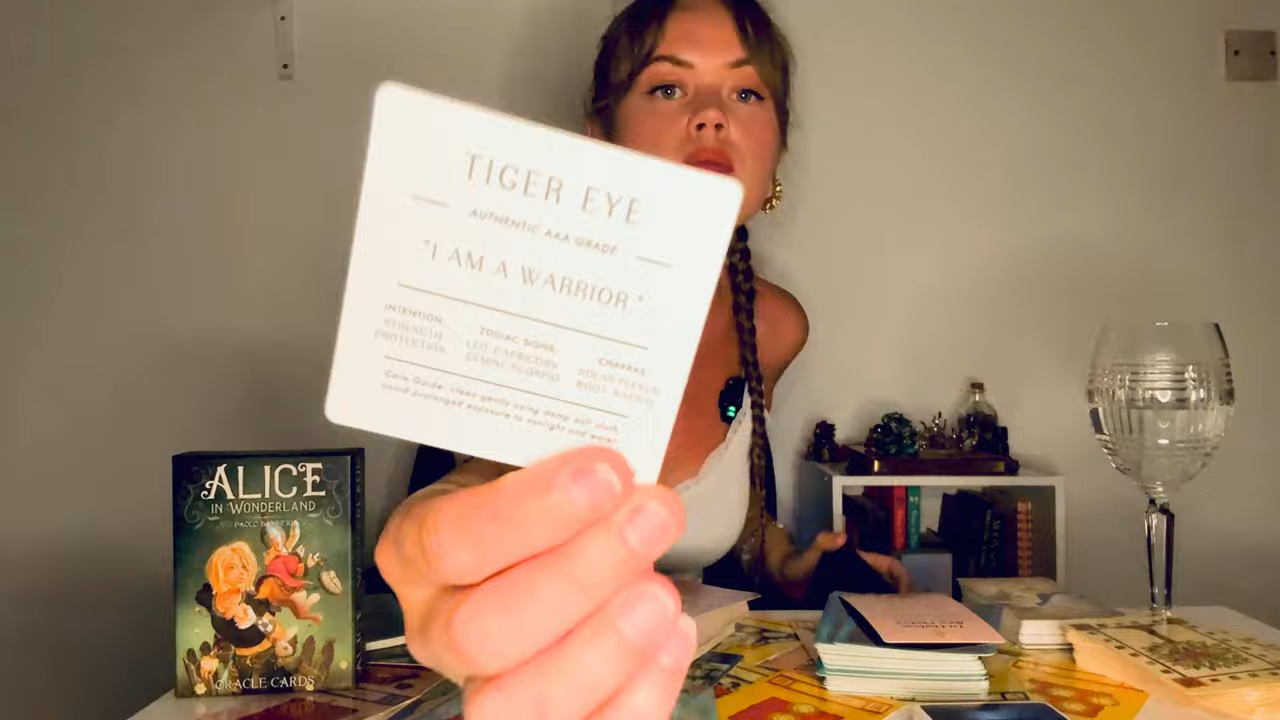 TIGER EYE
AUTHENTIC AAA GRADE
"I AM A WARRIOR."
INTENTION:
STRENGTH
PROTECTION
ZODIAC SIGNS:
LEO CAPRICORN
GEMINI SCORPIO
CHAKRAS:
SOLAR PLEXUS
ROOT SACRAL
Care Guide: clean gently using damp soft cloth,
avoid prolonged exposure to sunlight and water
ALICE
IN WONDERLAND
PAOLO BARBIERI
ORACLE CARDS